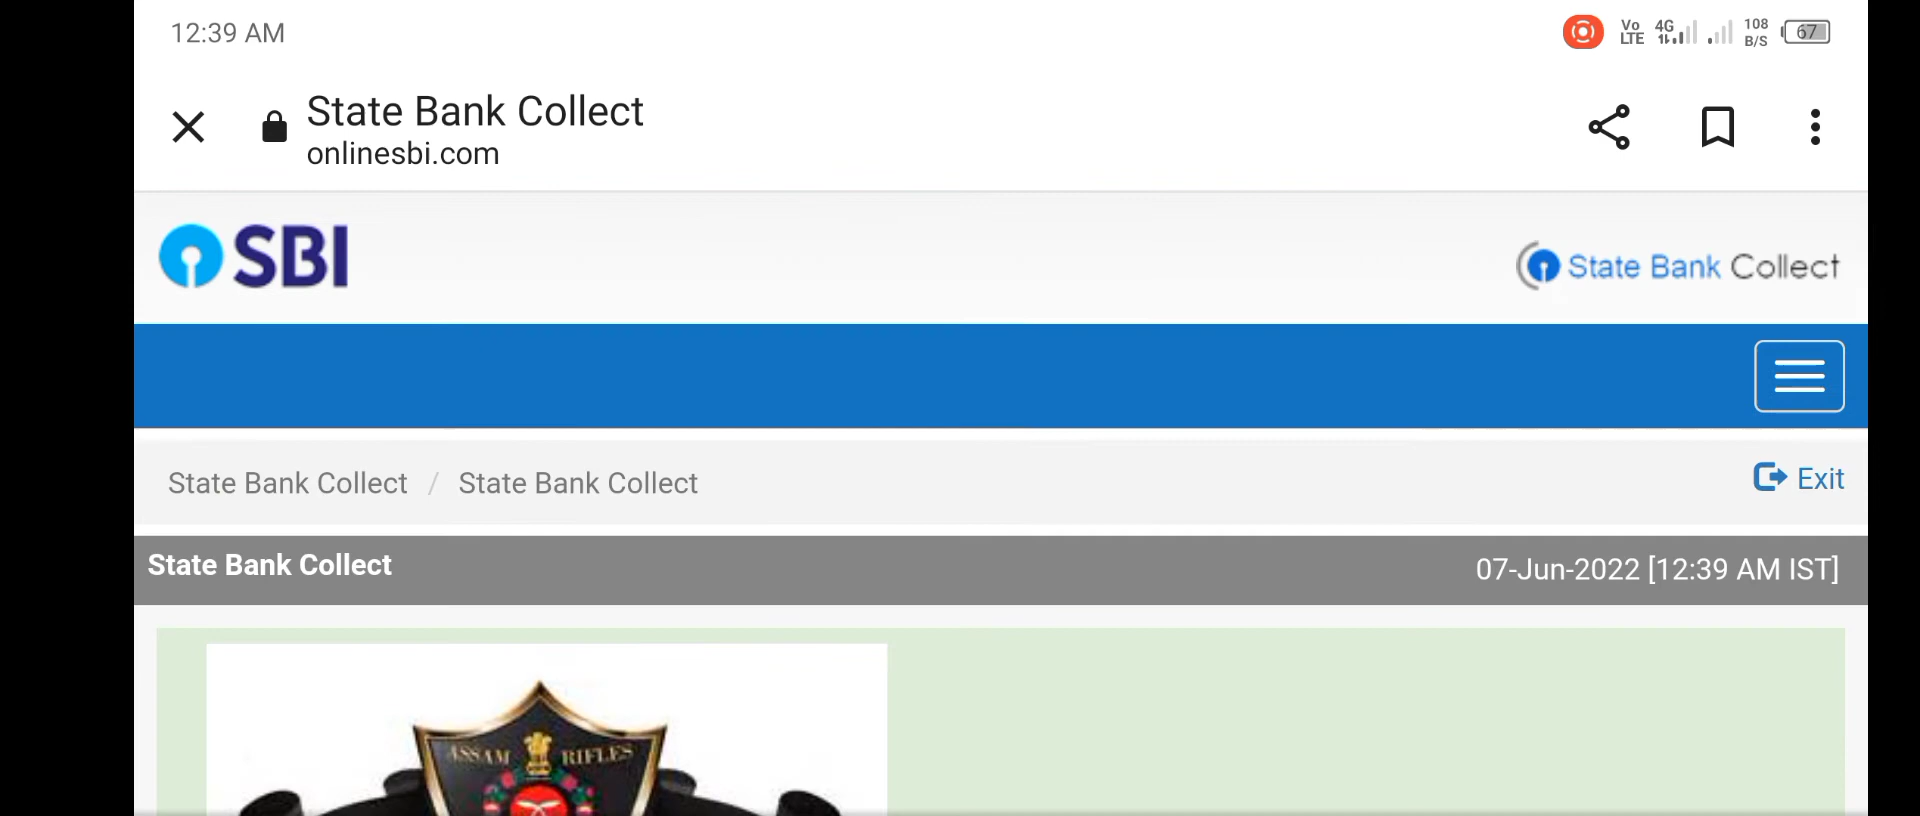 12:39 AM
Vo LTE 4G 108 B/S 67
State Bank Collect
onlinesbi.com
SBI
State Bank Collect
State Bank Collect / State Bank Collect
Exit
State Bank Collect
07-Jun-2022 [12:39 AM IST]
ASSAM RIFLES